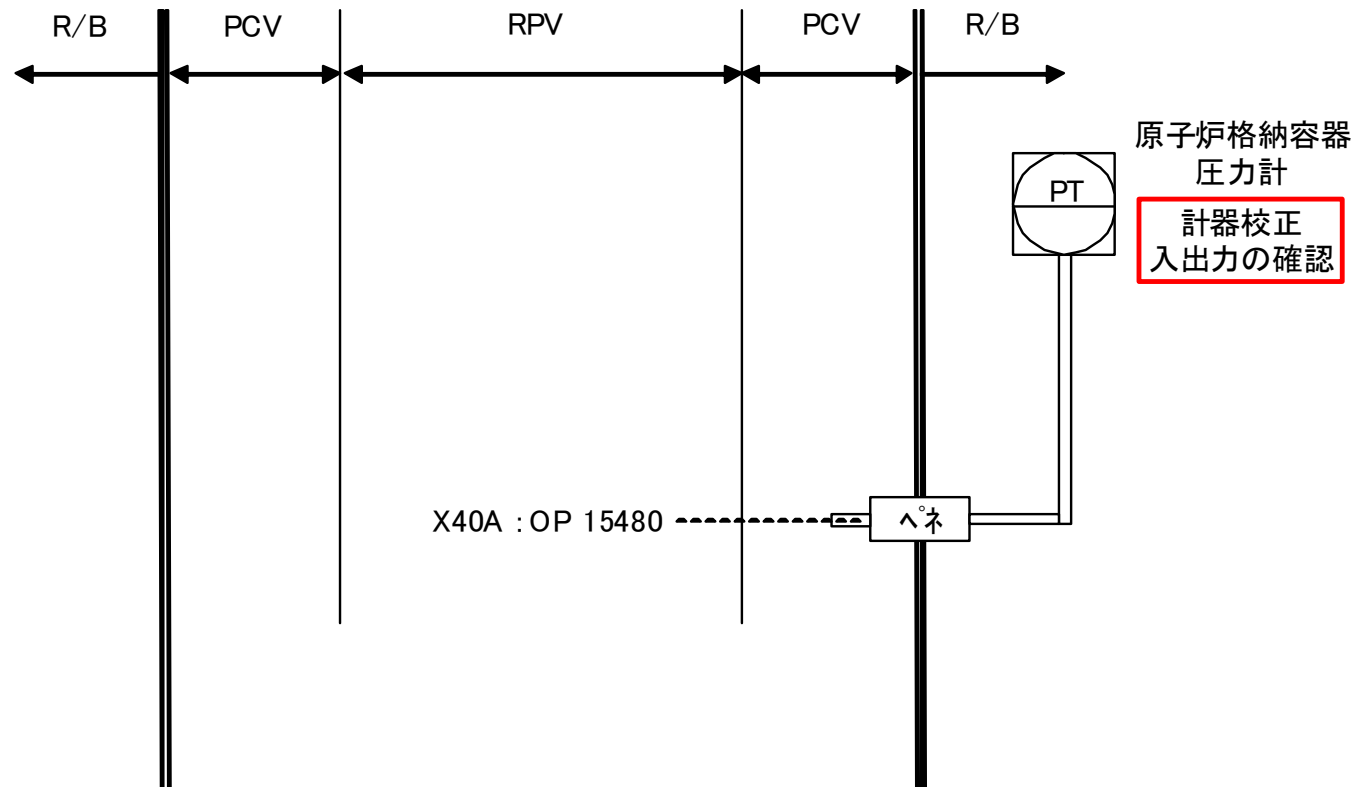 R/B PCV RPV PCV R/B
原子炉格納容器
圧力計
PT
計器校正
入出力の確認
X40A : OP 15480
ペネ